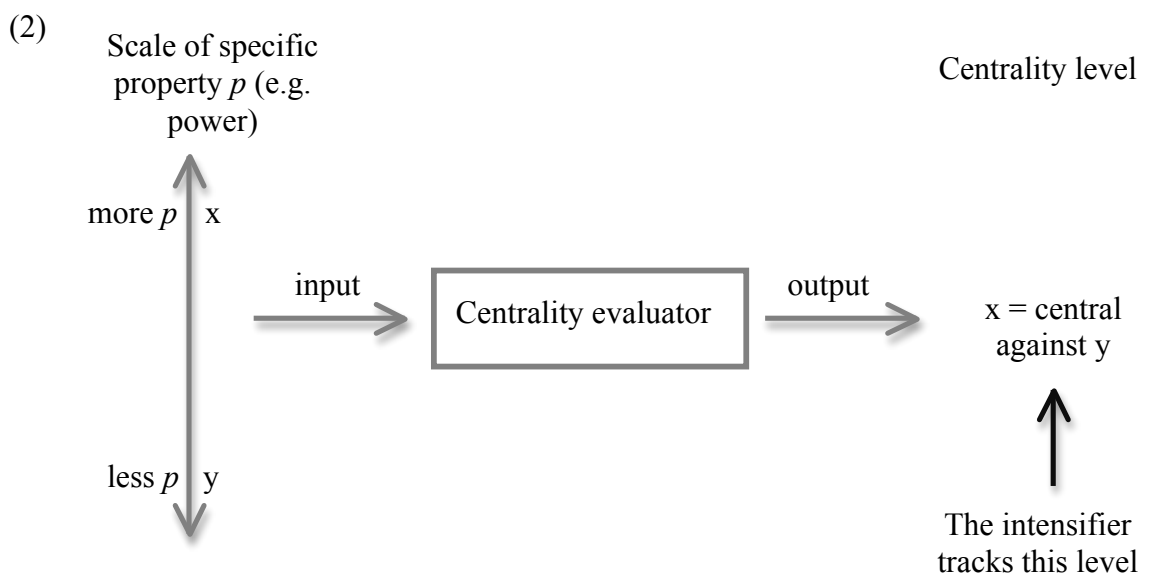 (2)
Scale of specific
property p (e.g.
power)
Centrality level
more p x
input
Centrality evaluator
output
x = central
against y
less p y
The intensifier
tracks this level